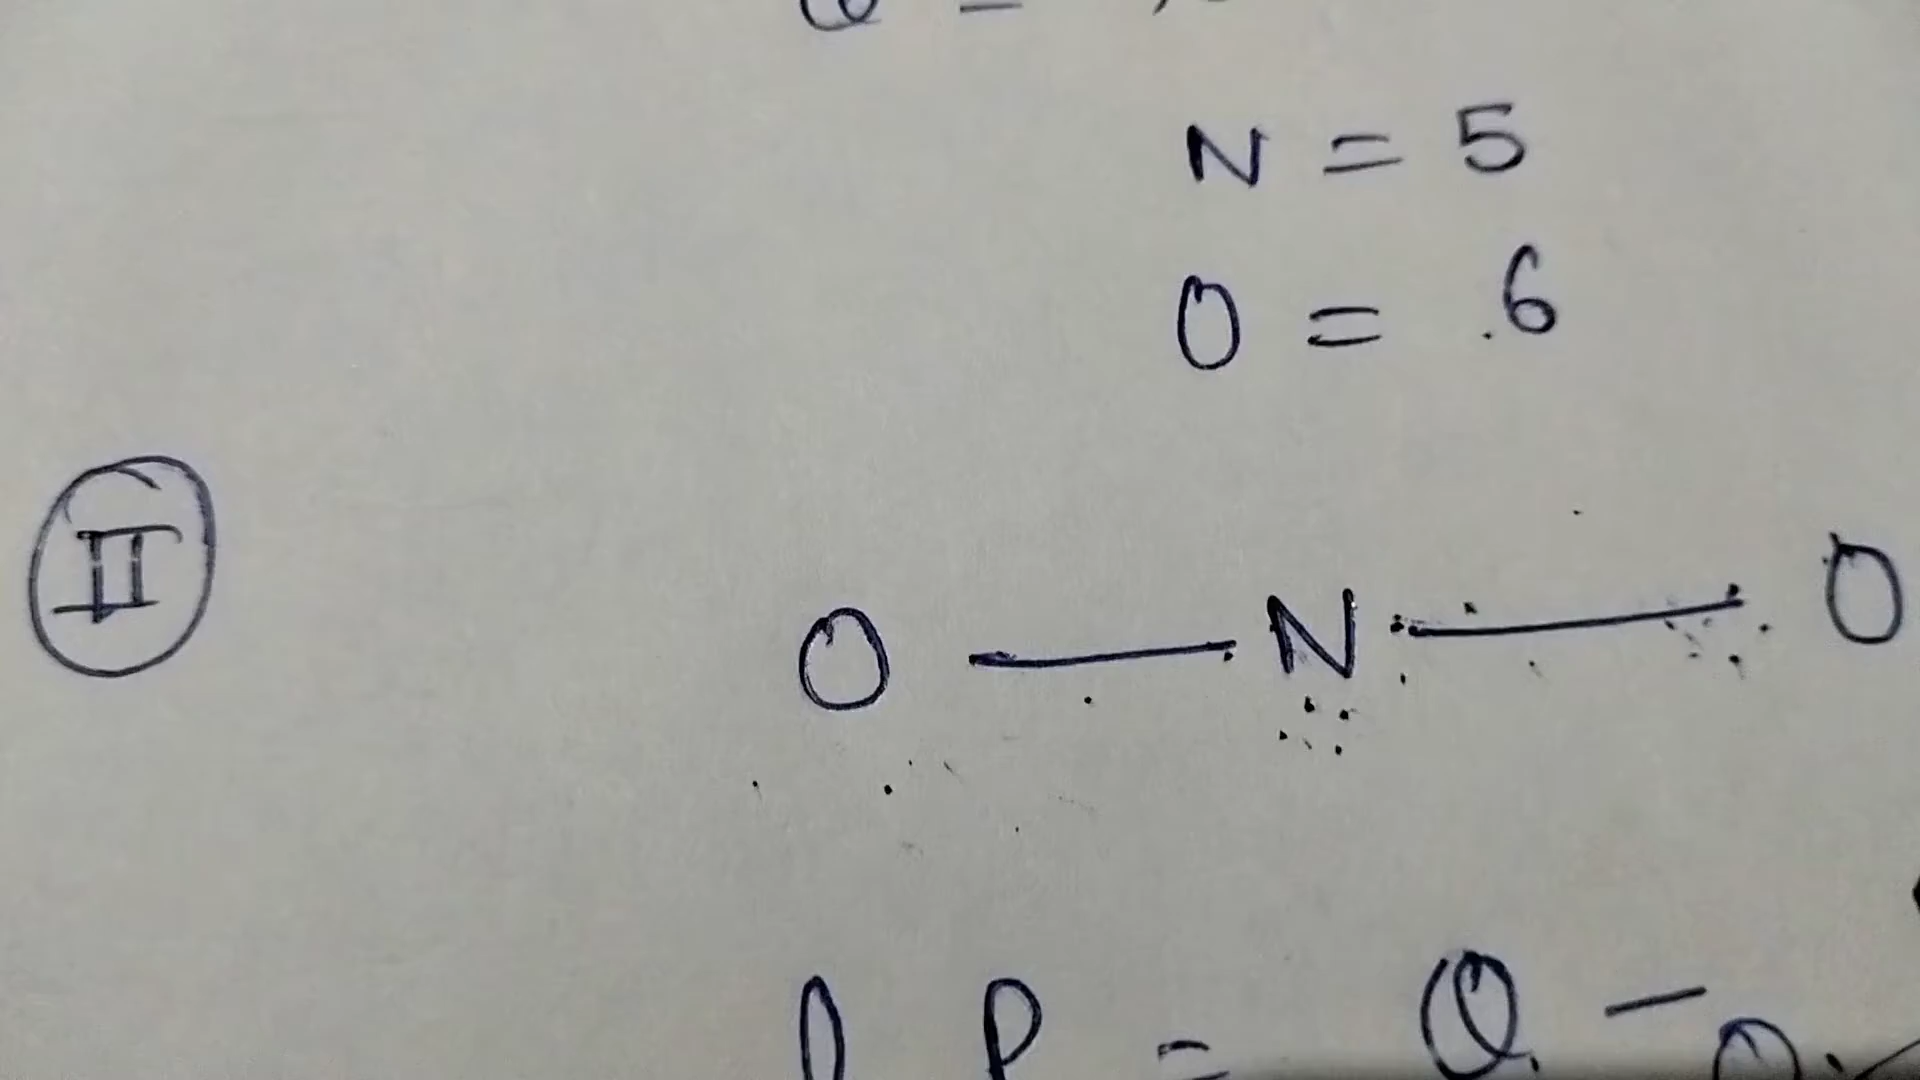 N = 5
O = 6
II
O — N — O
P =